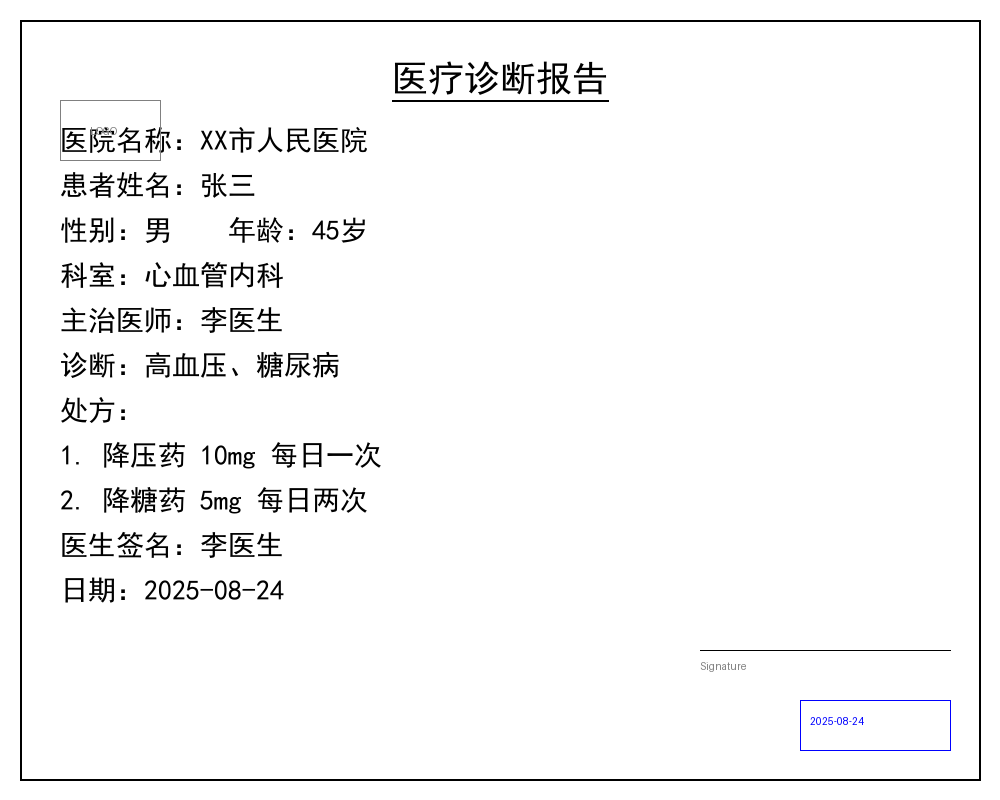 医疗诊断报告
LOGO
医院名称：XX市人民医院
患者姓名：张三
性别：男    年龄：45岁
科室：心血管内科
主治医师：李医生
诊断：高血压、糖尿病
处方：
1. 降压药 10mg 每日一次
2. 降糖药 5mg 每日两次
医生签名：李医生
日期：2025-08-24
Signature
2025-08-24